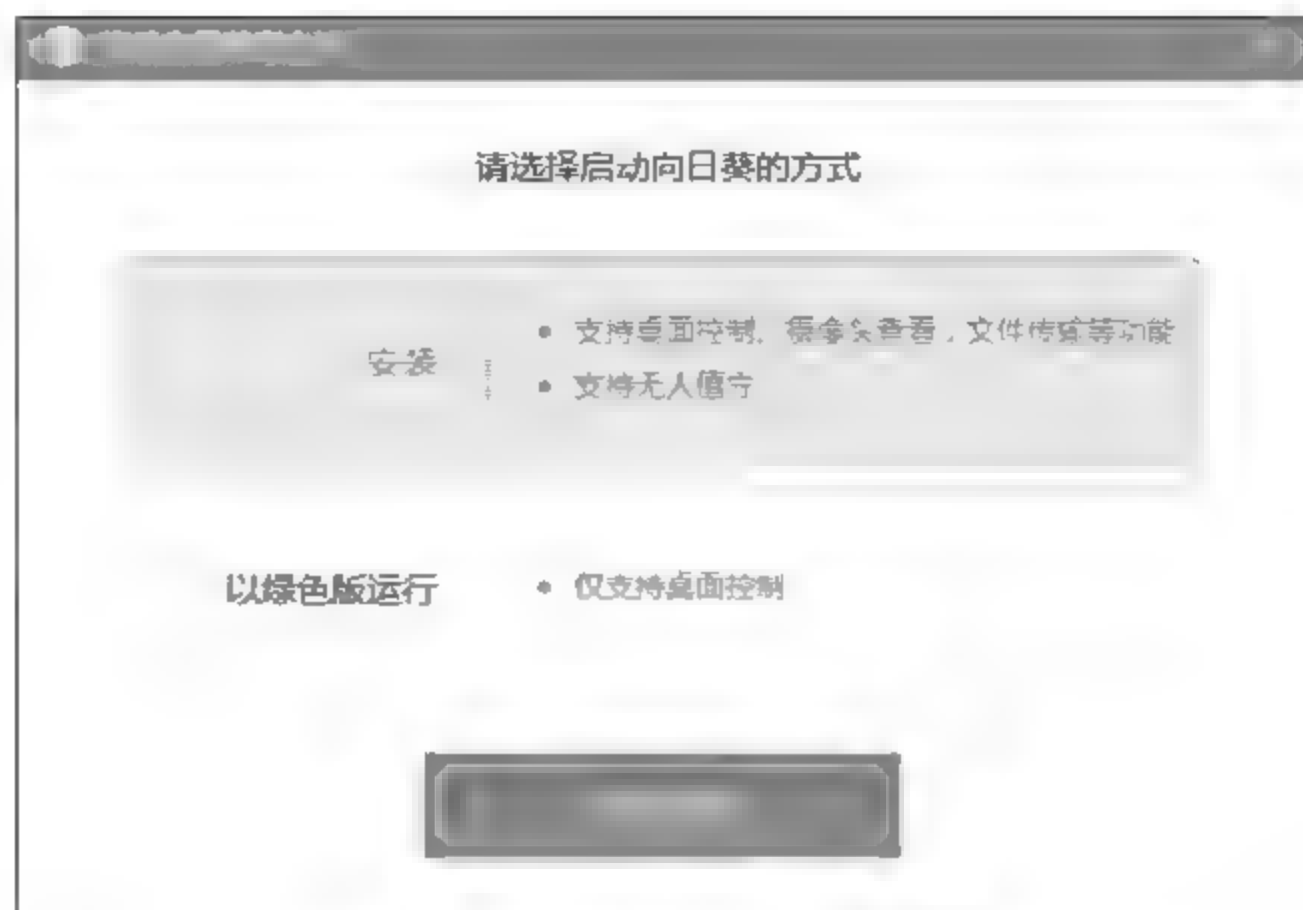 请选择启动向日葵的方式
安装
支持桌面控制、摄像头查看，文件传输等功能
支持无人值守
以绿色版运行
仅支持桌面控制